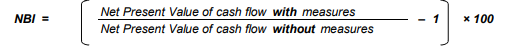 Net Present Value of cash flow with measures
NBI = – 1 × 100
Net Present Value of cash flow without measures